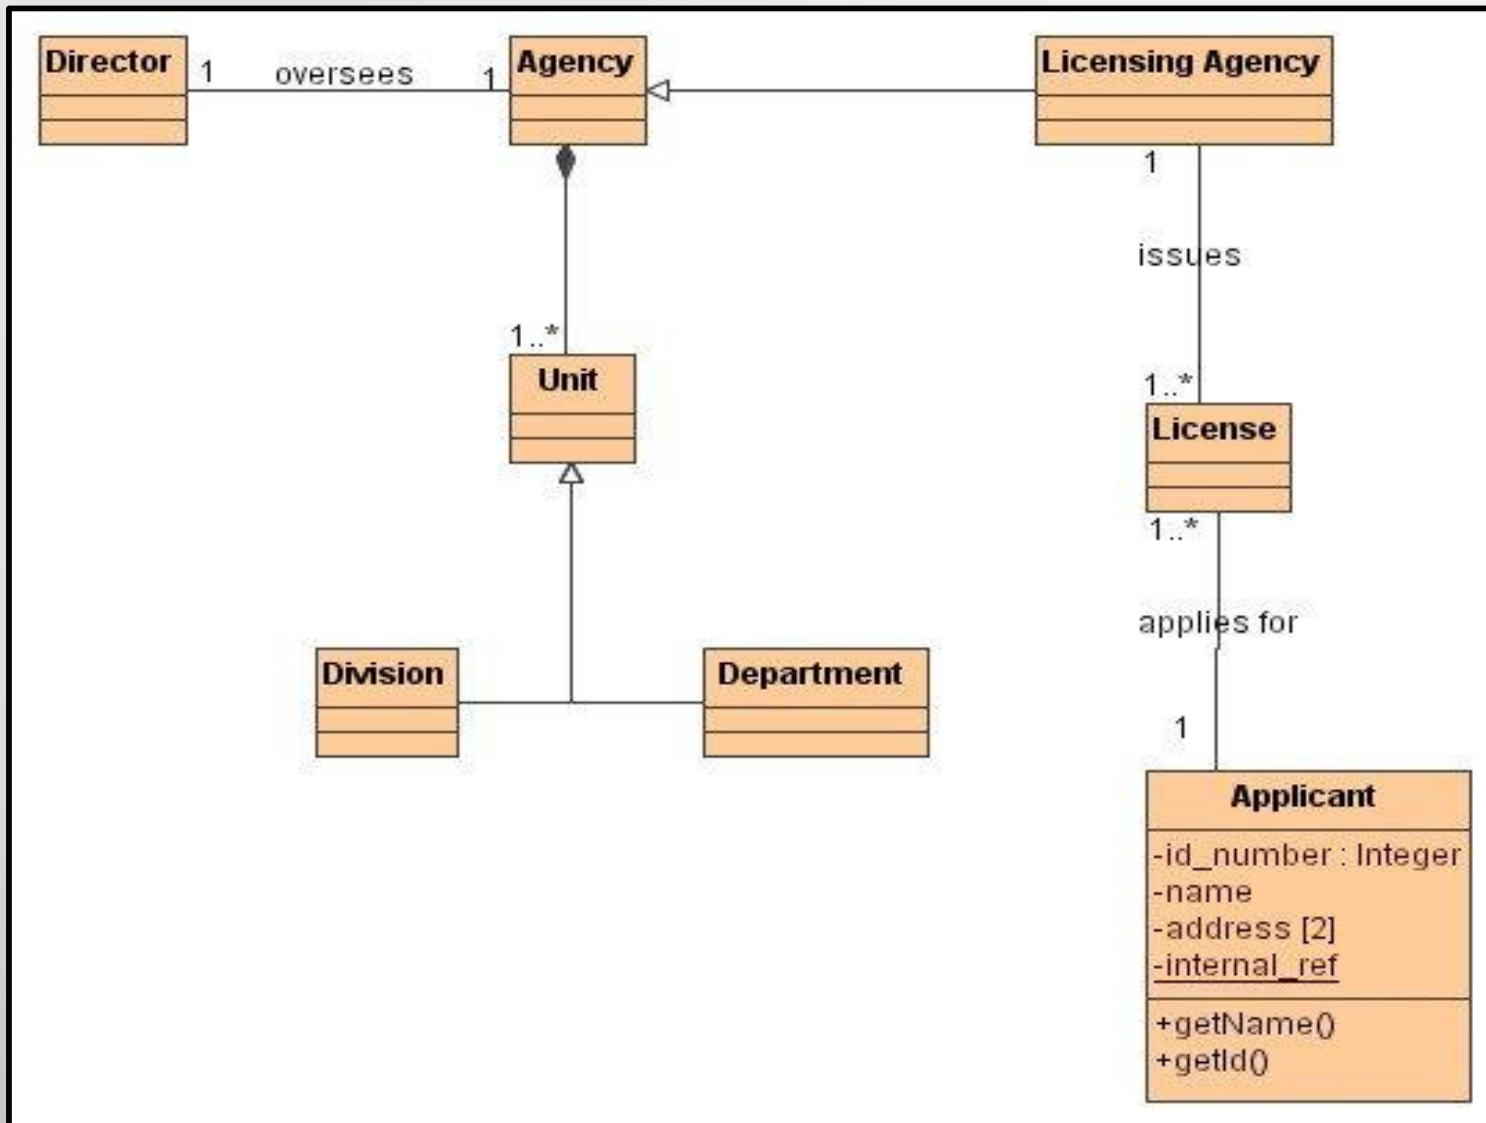 Director
1
oversees
1
Agency
Licensing Agency
1
issues
1..*
1..*
Unit
License
1..*
applies for
Division
Department
1
Applicant
-id_number : Integer
-name
-address [2]
-internal_ref
+getName()
+getId()